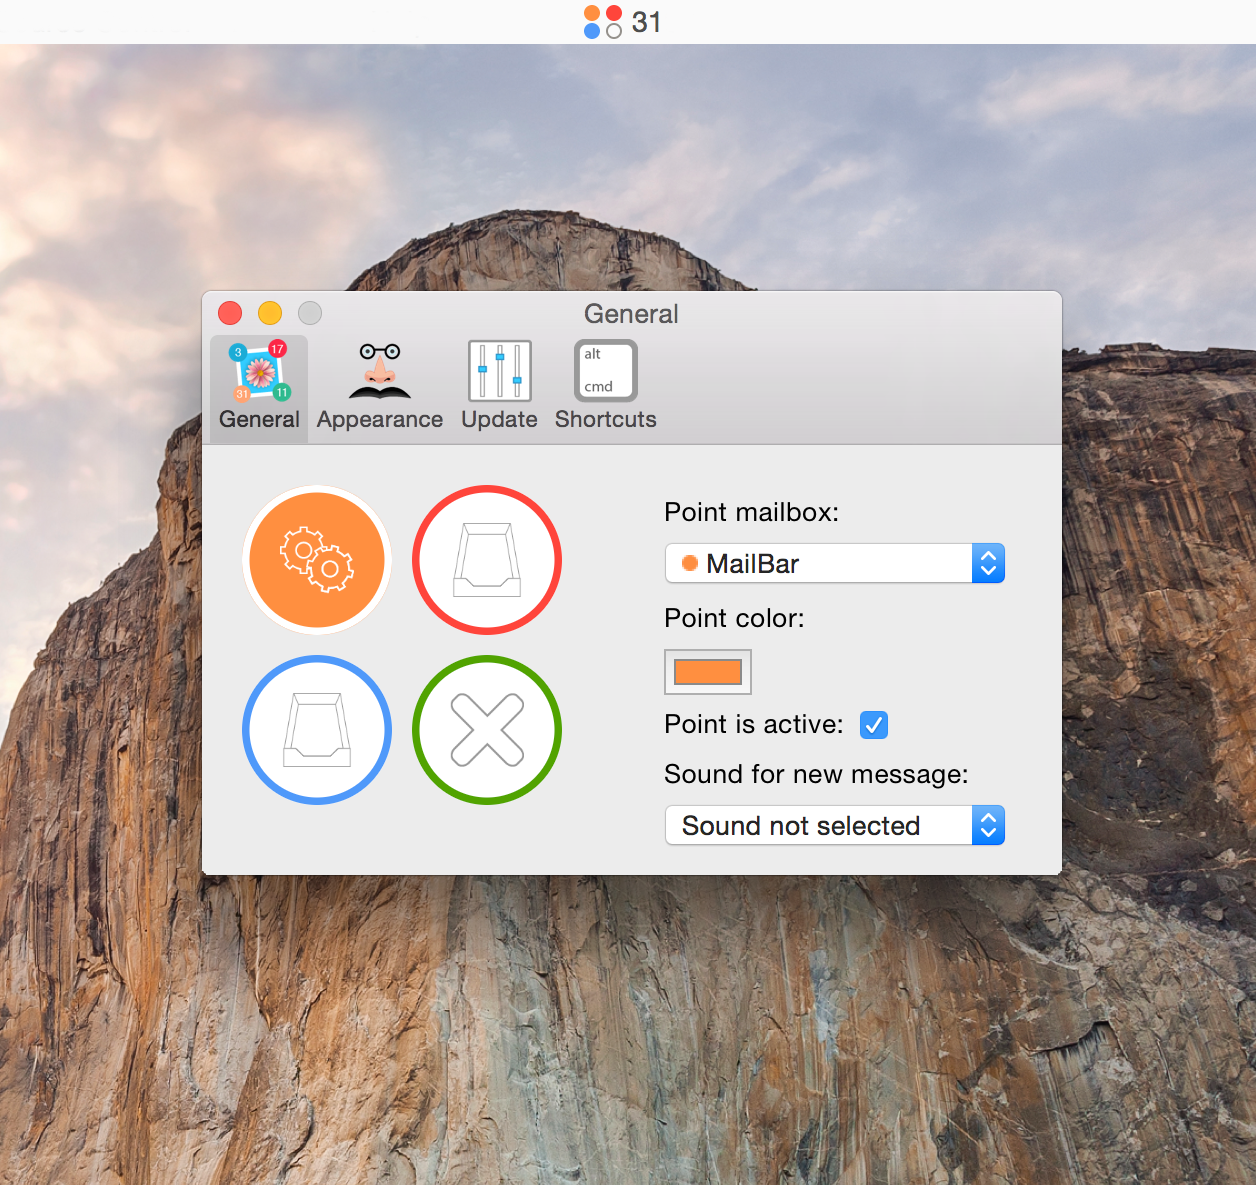 31
General
3
17
31
11
alt
cmd
General
Appearance
Update
Shortcuts
Point mailbox:
MailBar
Point color:
Point is active:
Sound for new message:
Sound not selected